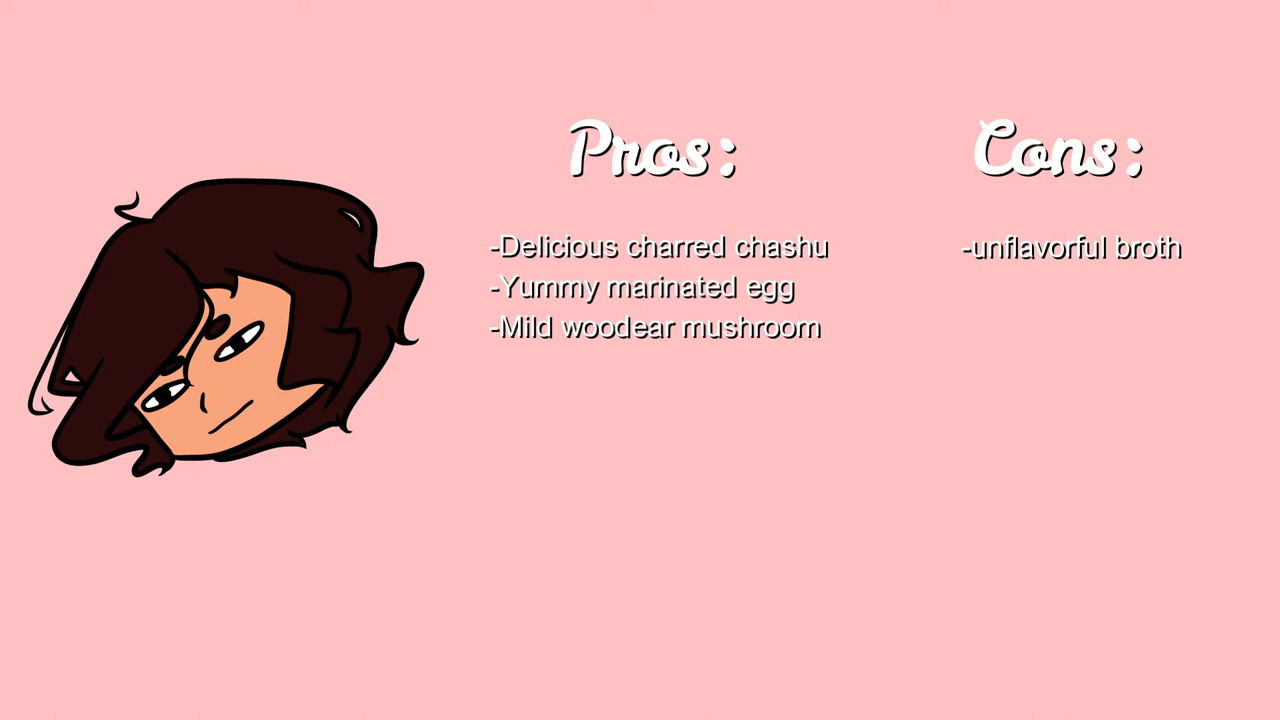 Pros:
-Delicious charred chashu
-Yummy marinated egg
-Mild woodear mushroom
Cons:
-unflavorful broth